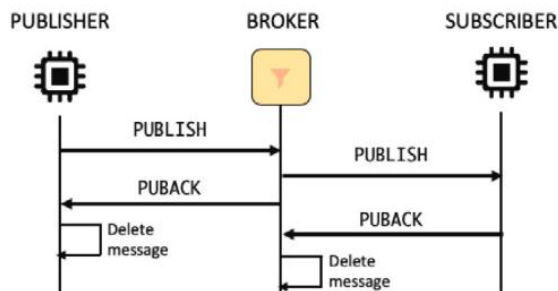 PUBLISHER
BROKER
SUBSCRIBER
PUBLISH
PUBLISH
PUBACK
PUBACK
Delete
message
Delete
message